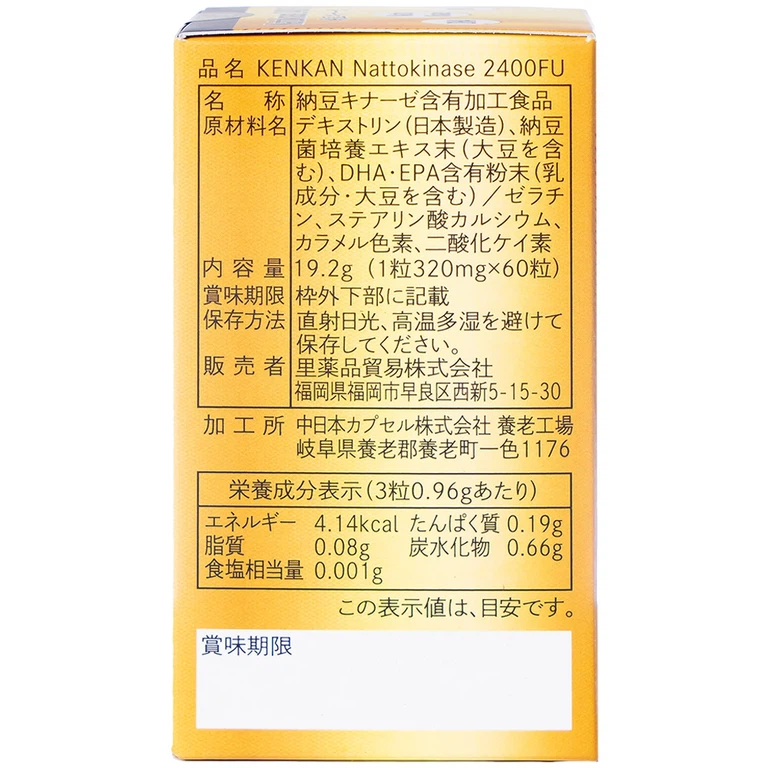 品名 KENKAN Nattokinase 2400FU
名称 納豆キナーゼ含有加工食品
原材料名 デキストリン(日本製造)、納豆
菌培養エキス末(大豆を含
む)、DHA・EPA含有粉末(乳
成分・大豆を含む)/ゼラチ
ン、ステアリン酸カルシウム、
カラメル色素、二酸化ケイ素
内容量 19.2g (1粒320mg×60粒)
賞味期限 枠外下部に記載
保存方法 直射日光、高温多湿を避けて
保存してください。
販売者 里薬品貿易株式会社
福岡県福岡市早良区西新5-15-30
加工所 中日本カプセル株式会社 養老工場
岐阜県養老郡養老町一色1176
栄養成分表示(3粒0.96gあたり)
エネルギー 4.14kcal たんぱく質 0.19g
脂質 0.08g 炭水化物 0.66g
食塩相当量 0.001g
この表示値は、目安です。
賞味期限